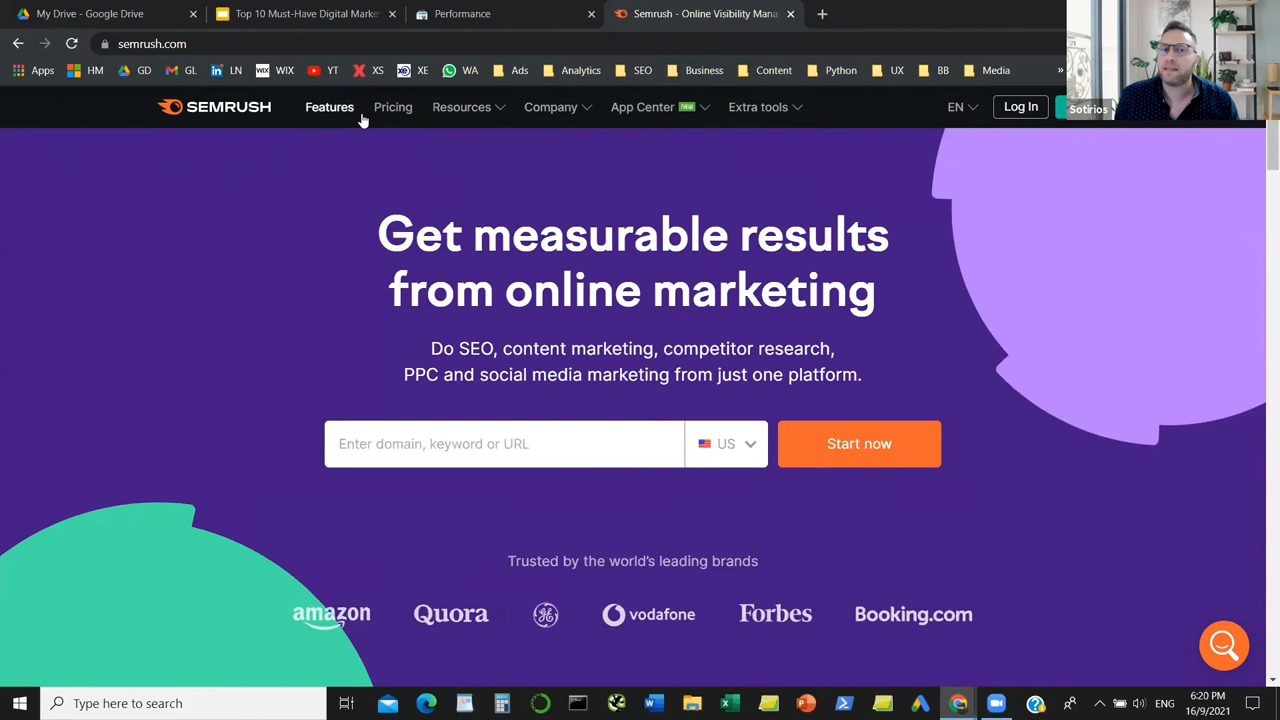 My Drive - Google Drive
Top 10 Must-Have Digital Marke
Performance
Semrush - Online Visibility Mana
semrush.com
Apps HM GD GL LN WIX YT XS XE WA Analytics SEO Business Python BB Media
SEMRUSH Features Pricing Resources Company App Center NEW Extra tools EN Log In
Sotirios
Get measurable results
from online marketing
Do SEO, content marketing, competitor research,
PPC and social media marketing from just one platform.
Enter domain, keyword or URL US Start now
Trusted by the world's leading brands
amazon Quora GE vodafone Forbes Booking.com
Type here to search
ENG
6:20 PM
16/9/2021